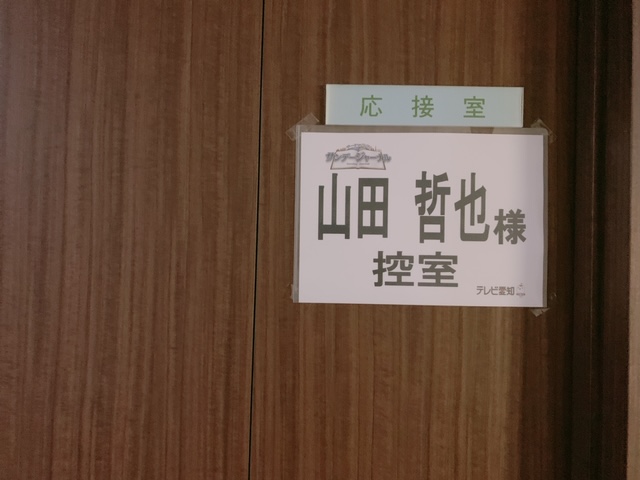 応接室
サンデージャーナル
山田 哲也様
控室
テレビ愛知